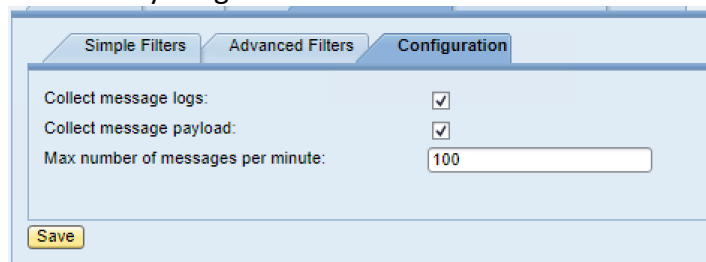 Simple Filters Advanced Filters Configuration
Collect message logs:
Collect message payload:
Max number of messages per minute: 100
Save